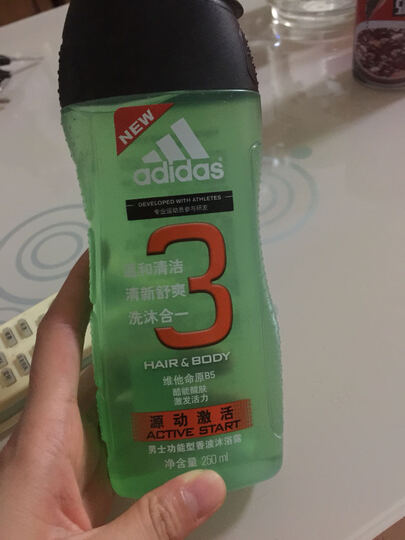 NEW
adidas
DEVELOPED WITH ATHLETES
专业运动员参与研发
3
温和清洁
清新舒爽
洗沐合一
HAIR & BODY
维他命原B5
醋能醒肤
激发活力
源动激活
ACTIVE START
男士功能型香波沐浴露
净含量 250 ml